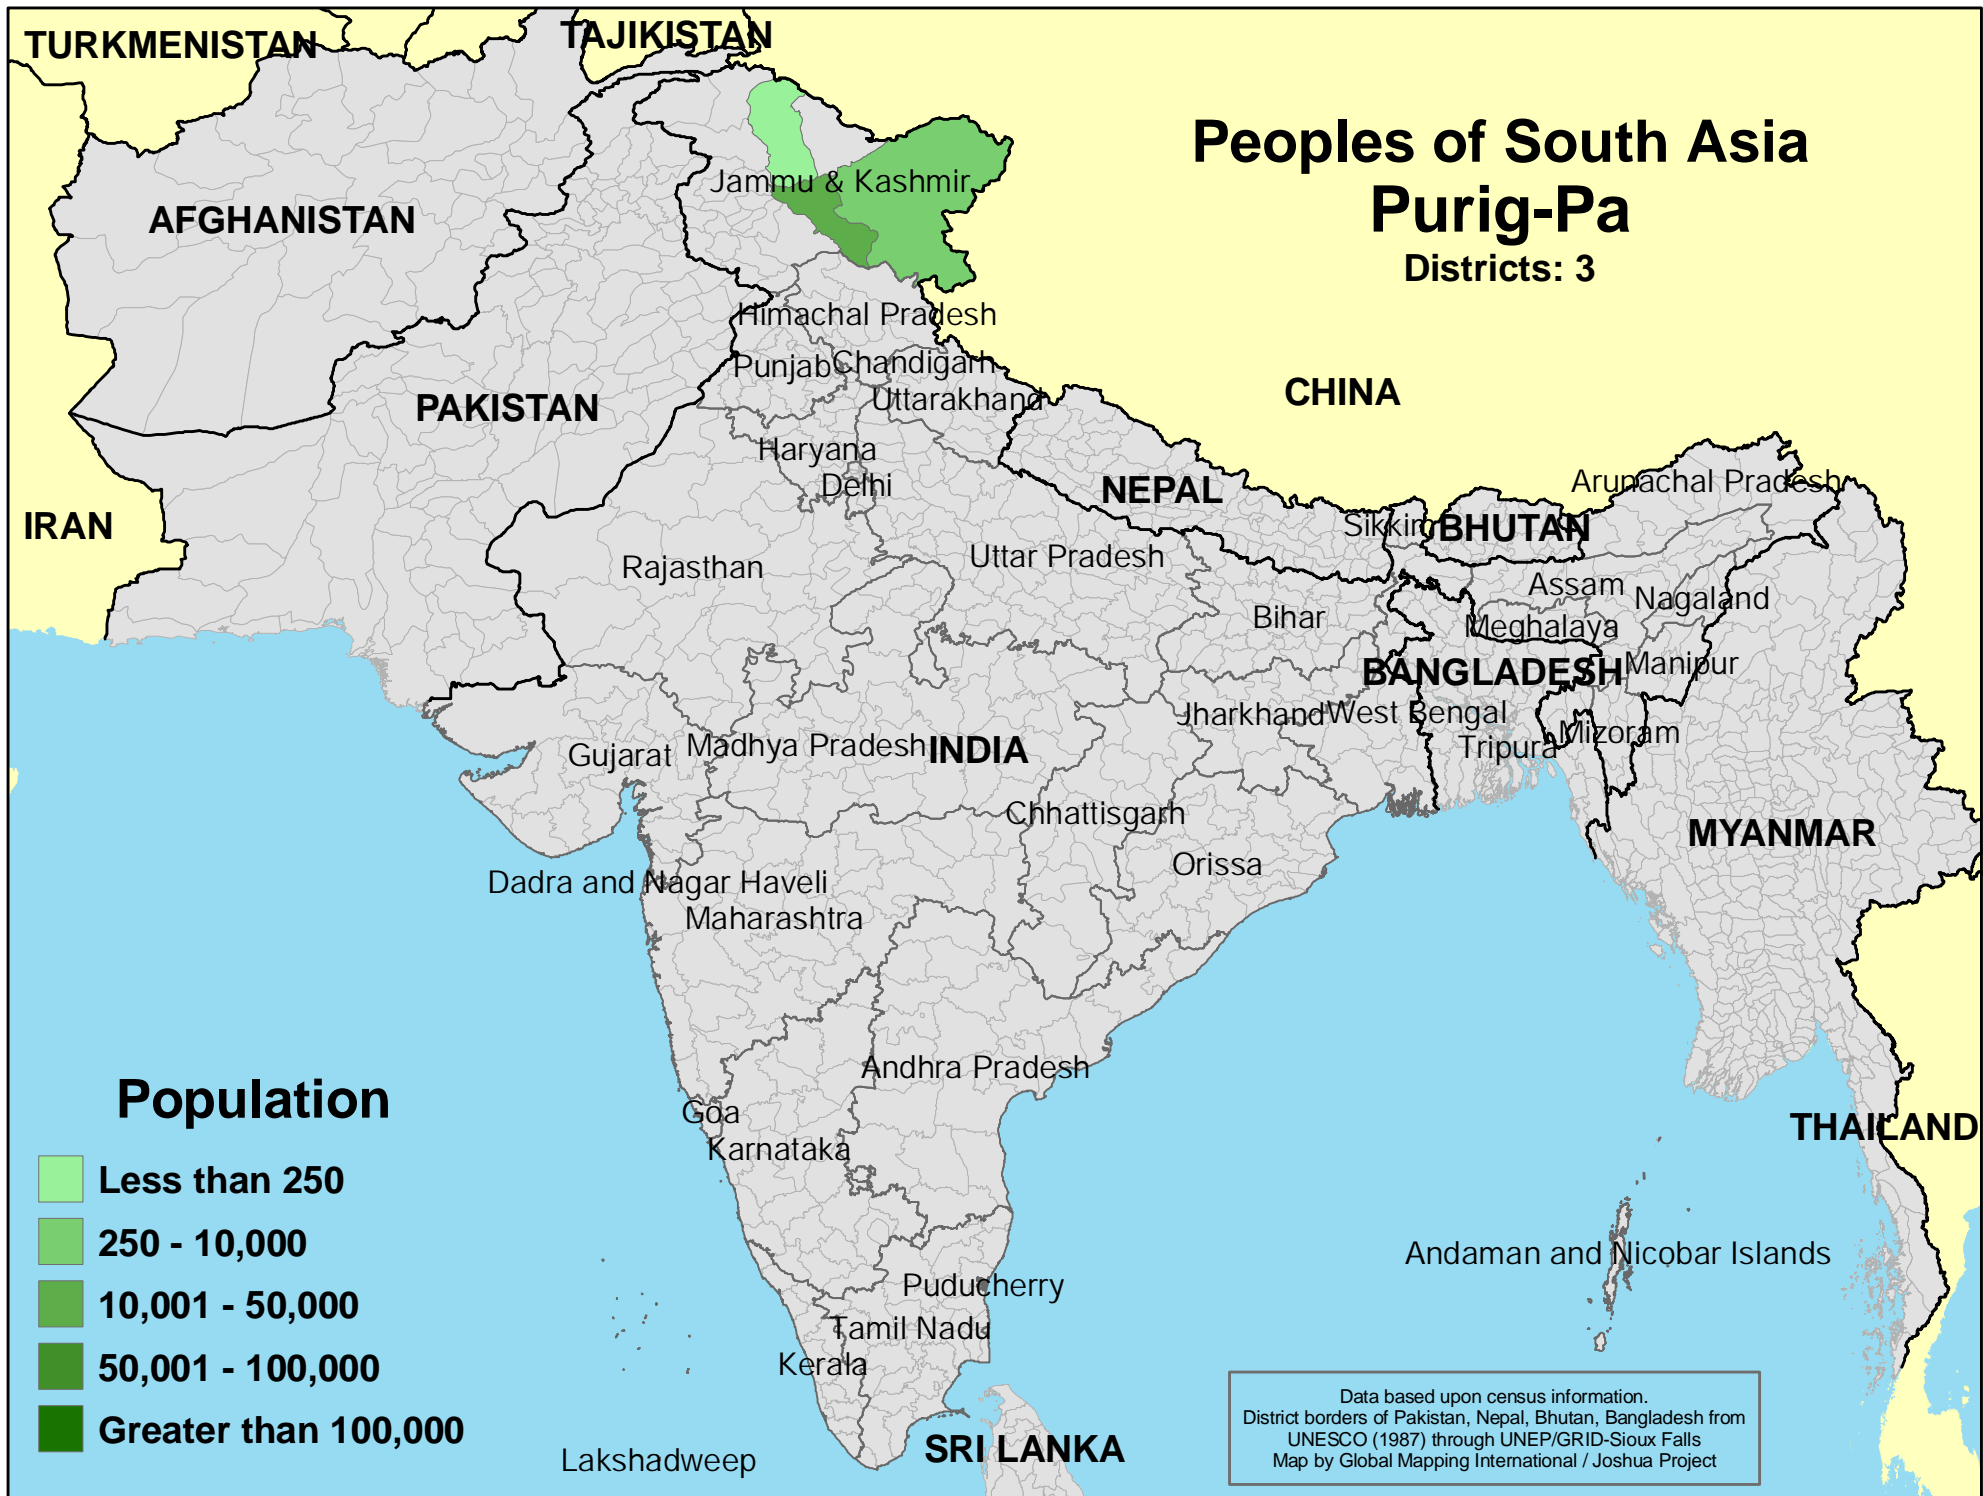 TURKMENISTAN
TAJIKISTAN
Peoples of South Asia
Purig-Pa
Districts: 3
Jammu & Kashmir
AFGHANISTAN
Himachal Pradesh
Punjab
Chandigarh
CHINA
Uttarakhand
PAKISTAN
Haryana
Delhi
NEPAL
Arunachal Pradesh
IRAN
Sikkim
BHUTAN
Rajasthan
Uttar Pradesh
Assam
Nagaland
Bihar
Meghalaya
BANGLADESH
Manipur
Jharkhand
West Bengal
Gujarat
Madhya Pradesh
INDIA
Tripura
Mizoram
Chhattisgarh
MYANMAR
Orissa
Dadra and Nagar Haveli
Maharashtra
Andhra Pradesh
Goa
Karnataka
THAILAND
Andaman and Nicobar Islands
Puducherry
Tamil Nadu
Kerala
Lakshadweep
SRI LANKA
Population
Less than 250
250 - 10,000
10,001 - 50,000
50,001 - 100,000
Greater than 100,000
Data based upon census information.
District borders of Pakistan, Nepal, Bhutan, Bangladesh from
UNESCO (1987) through UNEP/GRID-Sioux Falls
Map by Global Mapping International / Joshua Project